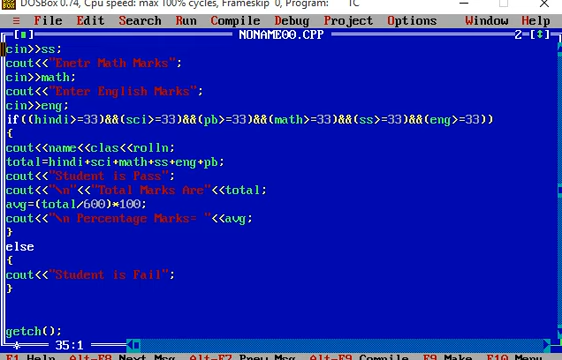 DOSBox 0.74, Cpu speed: max 100% cycles, Frameskip 0, Program: TC
≡ File Edit Search Run Compile Debug Project Options Window Help
[■] NONAME00.CPP 2=[↕]
cin>>ss;
cout<<"Enetr Math Marks";
cin>>math;
cout<<"Enter English Marks";
cin>>eng;
if((hindi>=33)&&(sci>=33)&&(pb>=33)&&(math>=33)&&(ss>=33)&&(eng>=33))
{
cout<<name<<clas<<rolln;
total=hindi+sci+math+ss+eng+pb;
cout<<"Student is Pass";
cout<<"\n"<<"Total Marks Are"<<total;
avg=(total/600)*100;
cout<<"\n Percentage Marks= "<<avg;
}
else
{
cout<<"Student is Fail";
}
}
getch();
* 35:1
F1 Help Alt-F8 Next Msg Alt-F7 Prev Msg Alt-F9 Compile F9 Make F10 Menu